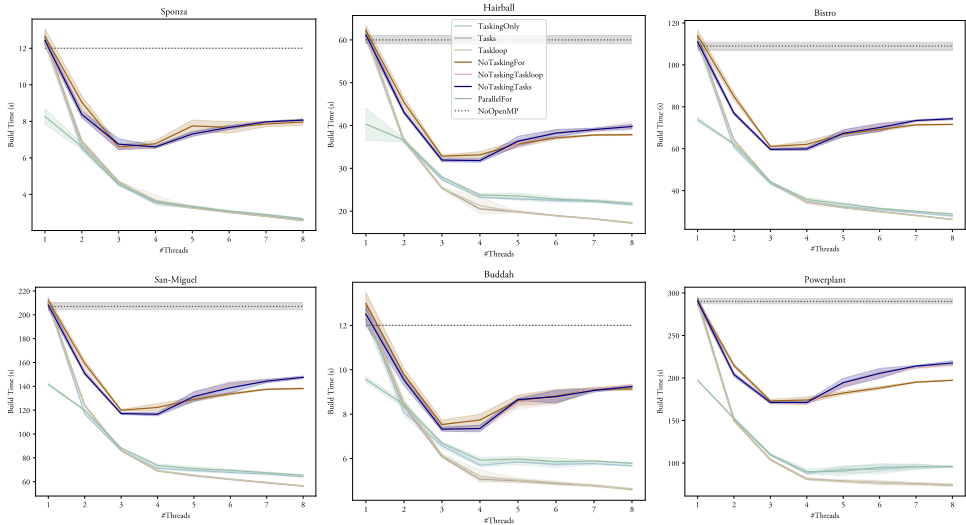 Sponza
Build Time (s)
12
10
8
6
4
1 2 3 4 5 6 7 8
#Threads
Hairball
Build Time (s)
60
50
40
30
20
TaskingOnly
Tasks
Taskloop
NoTaskingFor
NoTaskingTaskloop
NoTaskingTasks
ParallelFor
NoOpenMP
1 2 3 4 5 6 7 8
#Threads
Bistro
Build Time (s)
120
100
80
60
40
1 2 3 4 5 6 7 8
#Threads
San-Miguel
Build Time (s)
220
200
180
160
140
120
100
80
60
1 2 3 4 5 6 7 8
#Threads
Buddah
Build Time (s)
12
10
8
6
1 2 3 4 5 6 7 8
#Threads
Powerplant
Build Time (s)
300
250
200
150
100
1 2 3 4 5 6 7 8
#Threads